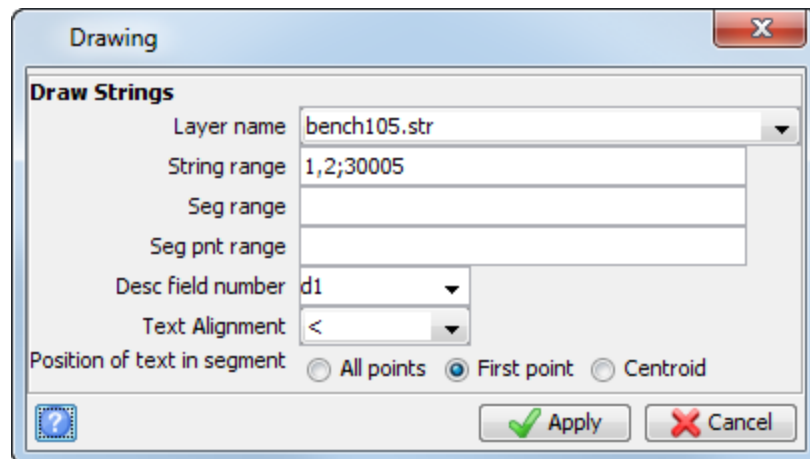 Drawing
Draw Strings
Layer name bench105.str
String range 1,2;30005
Seg range
Seg pnt range
Desc field number d1
Text Alignment <
Position of text in segment All points First point Centroid
? Apply Cancel